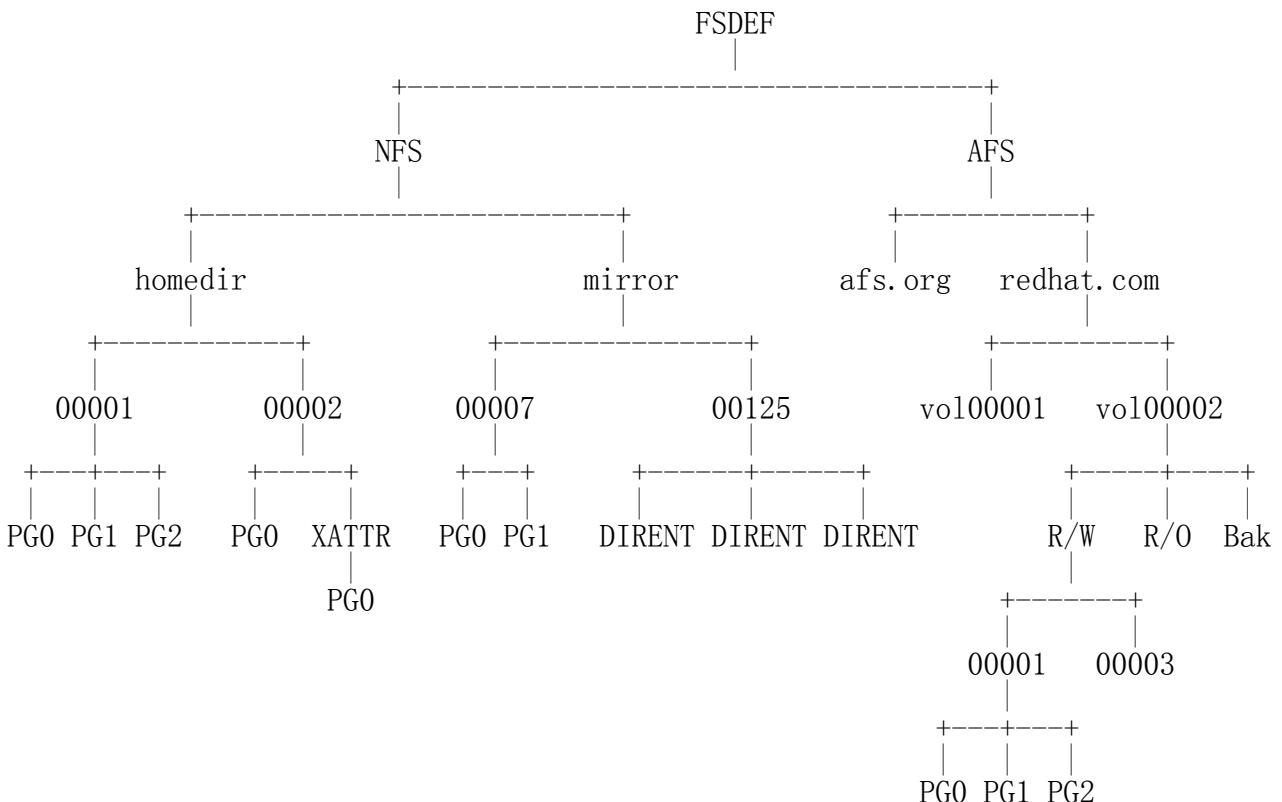 FSDEF
NFS AFS
homedir mirror afs.org redhat.com
00001 00002 00007 00125 vol00001 vol00002
PG0 PG1 PG2 PG0 XATTR PG0 PG1 DIRENT DIRENT DIRENT R/W R/O Bak
PG0
00001 00003
PG0 PG1 PG2